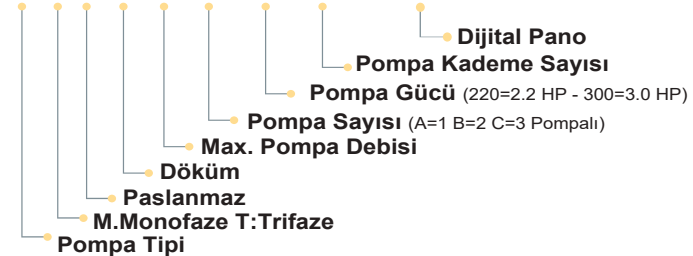 Dijital Pano
Pompa Kademe Sayısı
Pompa Gücü (220=2.2 HP - 300=3.0 HP)
Pompa Sayısı (A=1 B=2 C=3 Pompalı)
Max. Pompa Debisi
Döküm
Paslanmaz
M.Monofaze T:Trifaze
Pompa Tipi